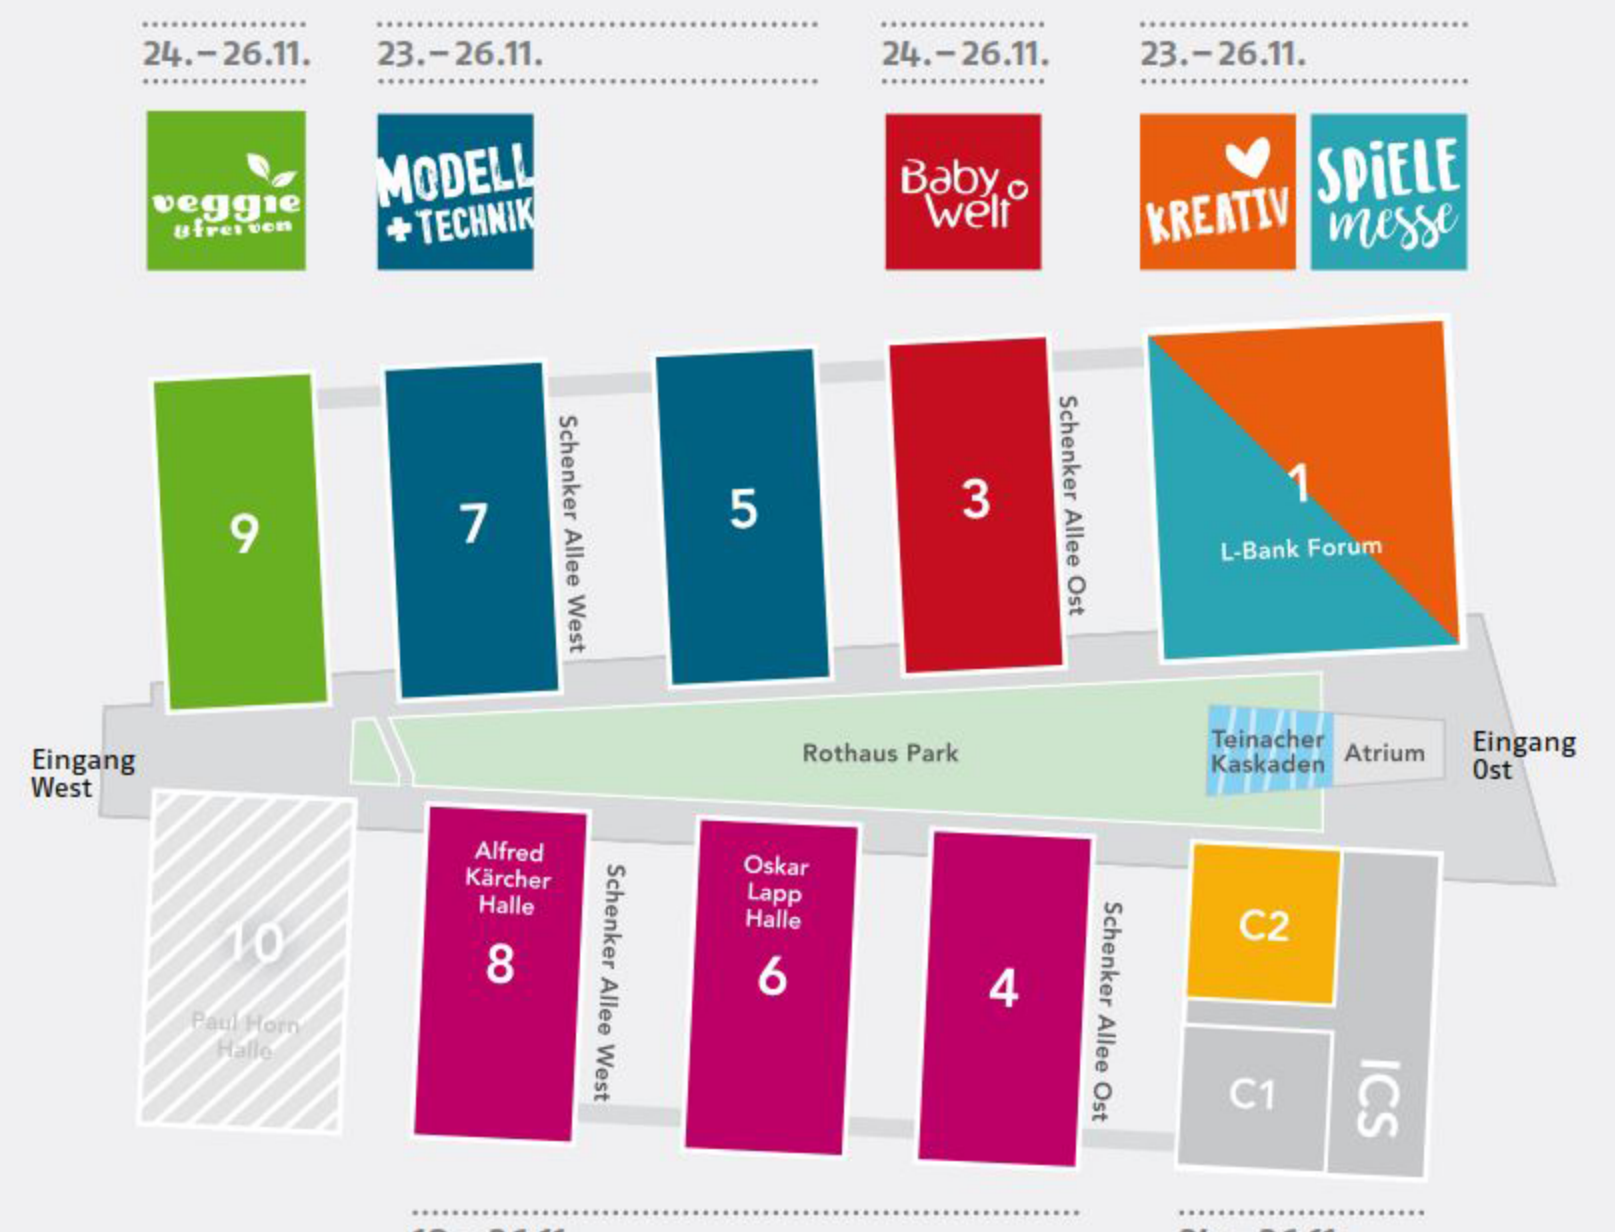 24. – 26.11.
23. – 26.11.
24. – 26.11.
23. – 26.11.
veggie
& frei von
MODELL
+ TECHNIK
Baby
welt
KREATIV
SPiELE
messe
9
7
Schenker Allee West
5
3
Schenker Allee Ost
1
L-Bank Forum
Eingang
West
Rothaus Park
Teinacher
Kaskaden
Atrium
Eingang
Ost
10
Paul Horn
Halle
Alfred
Kärcher
Halle
8
Schenker Allee West
Oskar
Lapp
Halle
6
4
Schenker Allee Ost
C2
C1
ICS